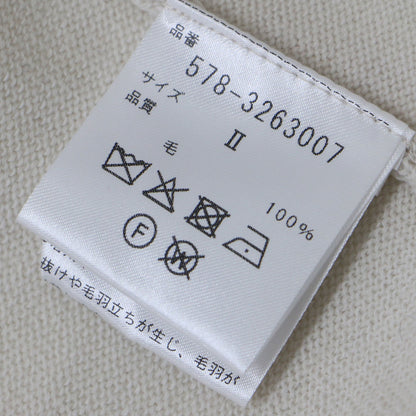 品番 578-3263007
サイズ II
品質 毛 100%
F W
抜けや毛羽立ちが生じ、毛羽が